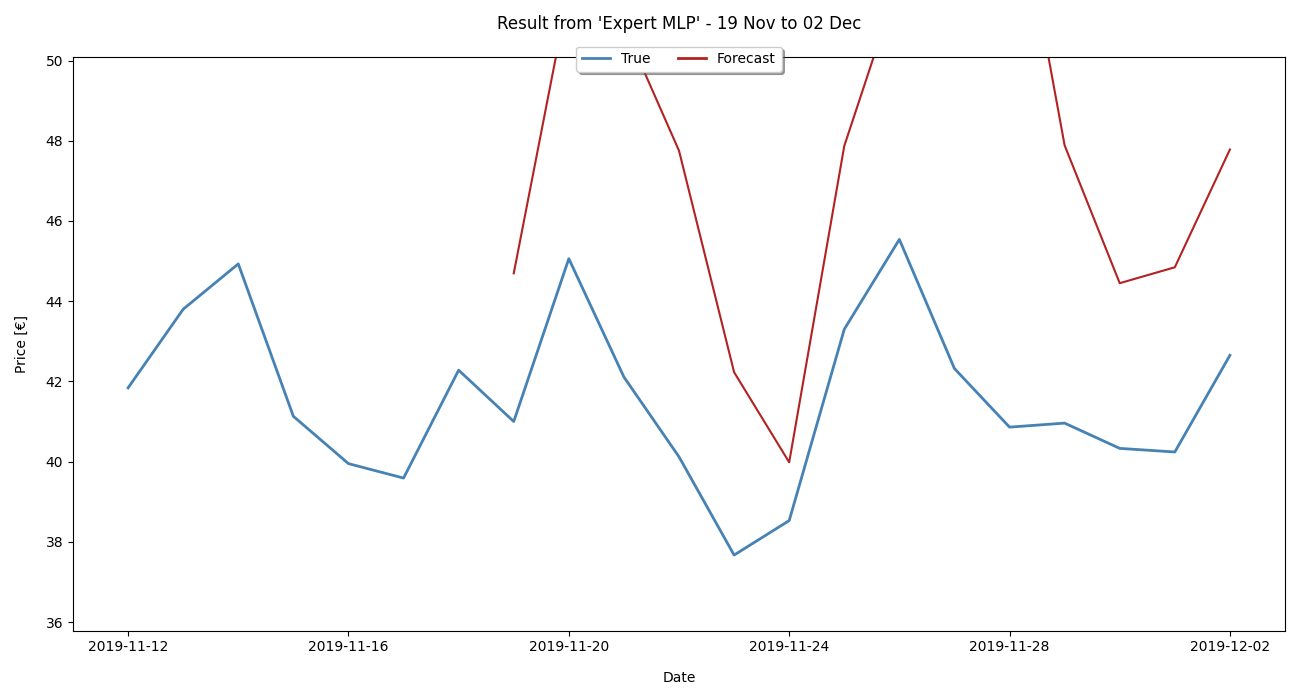 Result from 'Expert MLP' - 19 Nov to 02 Dec
True Forecast
50
48
46
44
42
40
38
36
Price [€]
2019-11-12 2019-11-16 2019-11-20 2019-11-24 2019-11-28 2019-12-02
Date